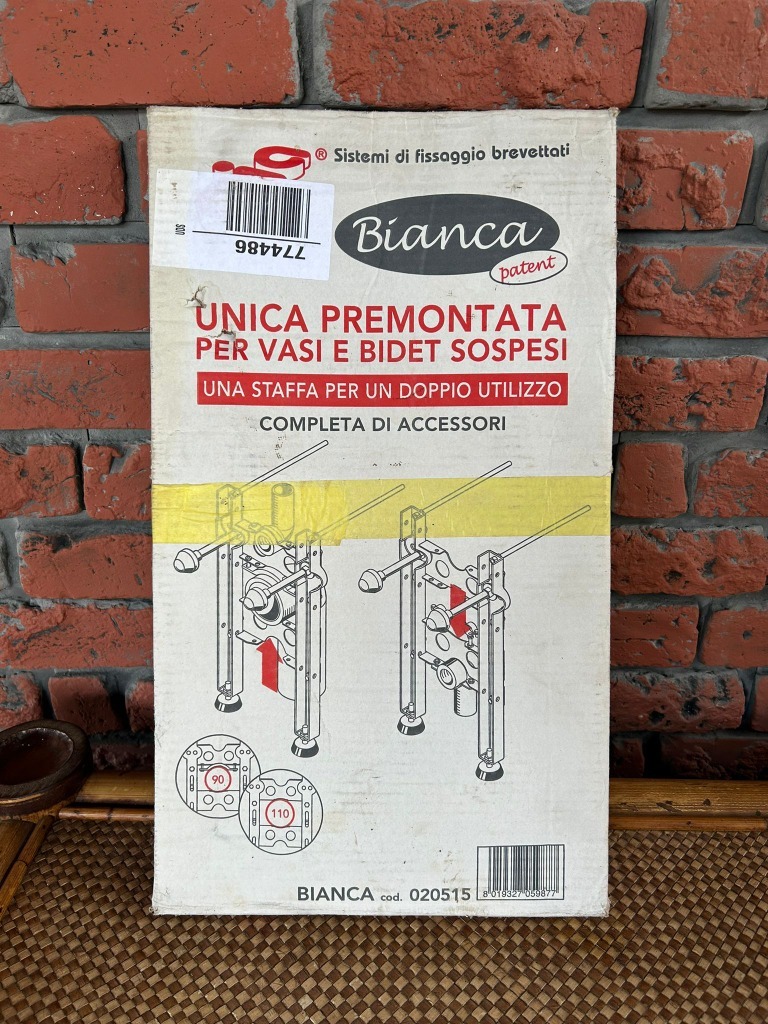 ® Sistemi di fissaggio brevettati
774486
SUO
Bianca
patent
UNICA PREMONTATA
PER VASI E BIDET SOSPESI
UNA STAFFA PER UN DOPPIO UTILIZZO
COMPLETA DI ACCESSORI
90
110
BIANCA cod. 020515
8 019327 059877